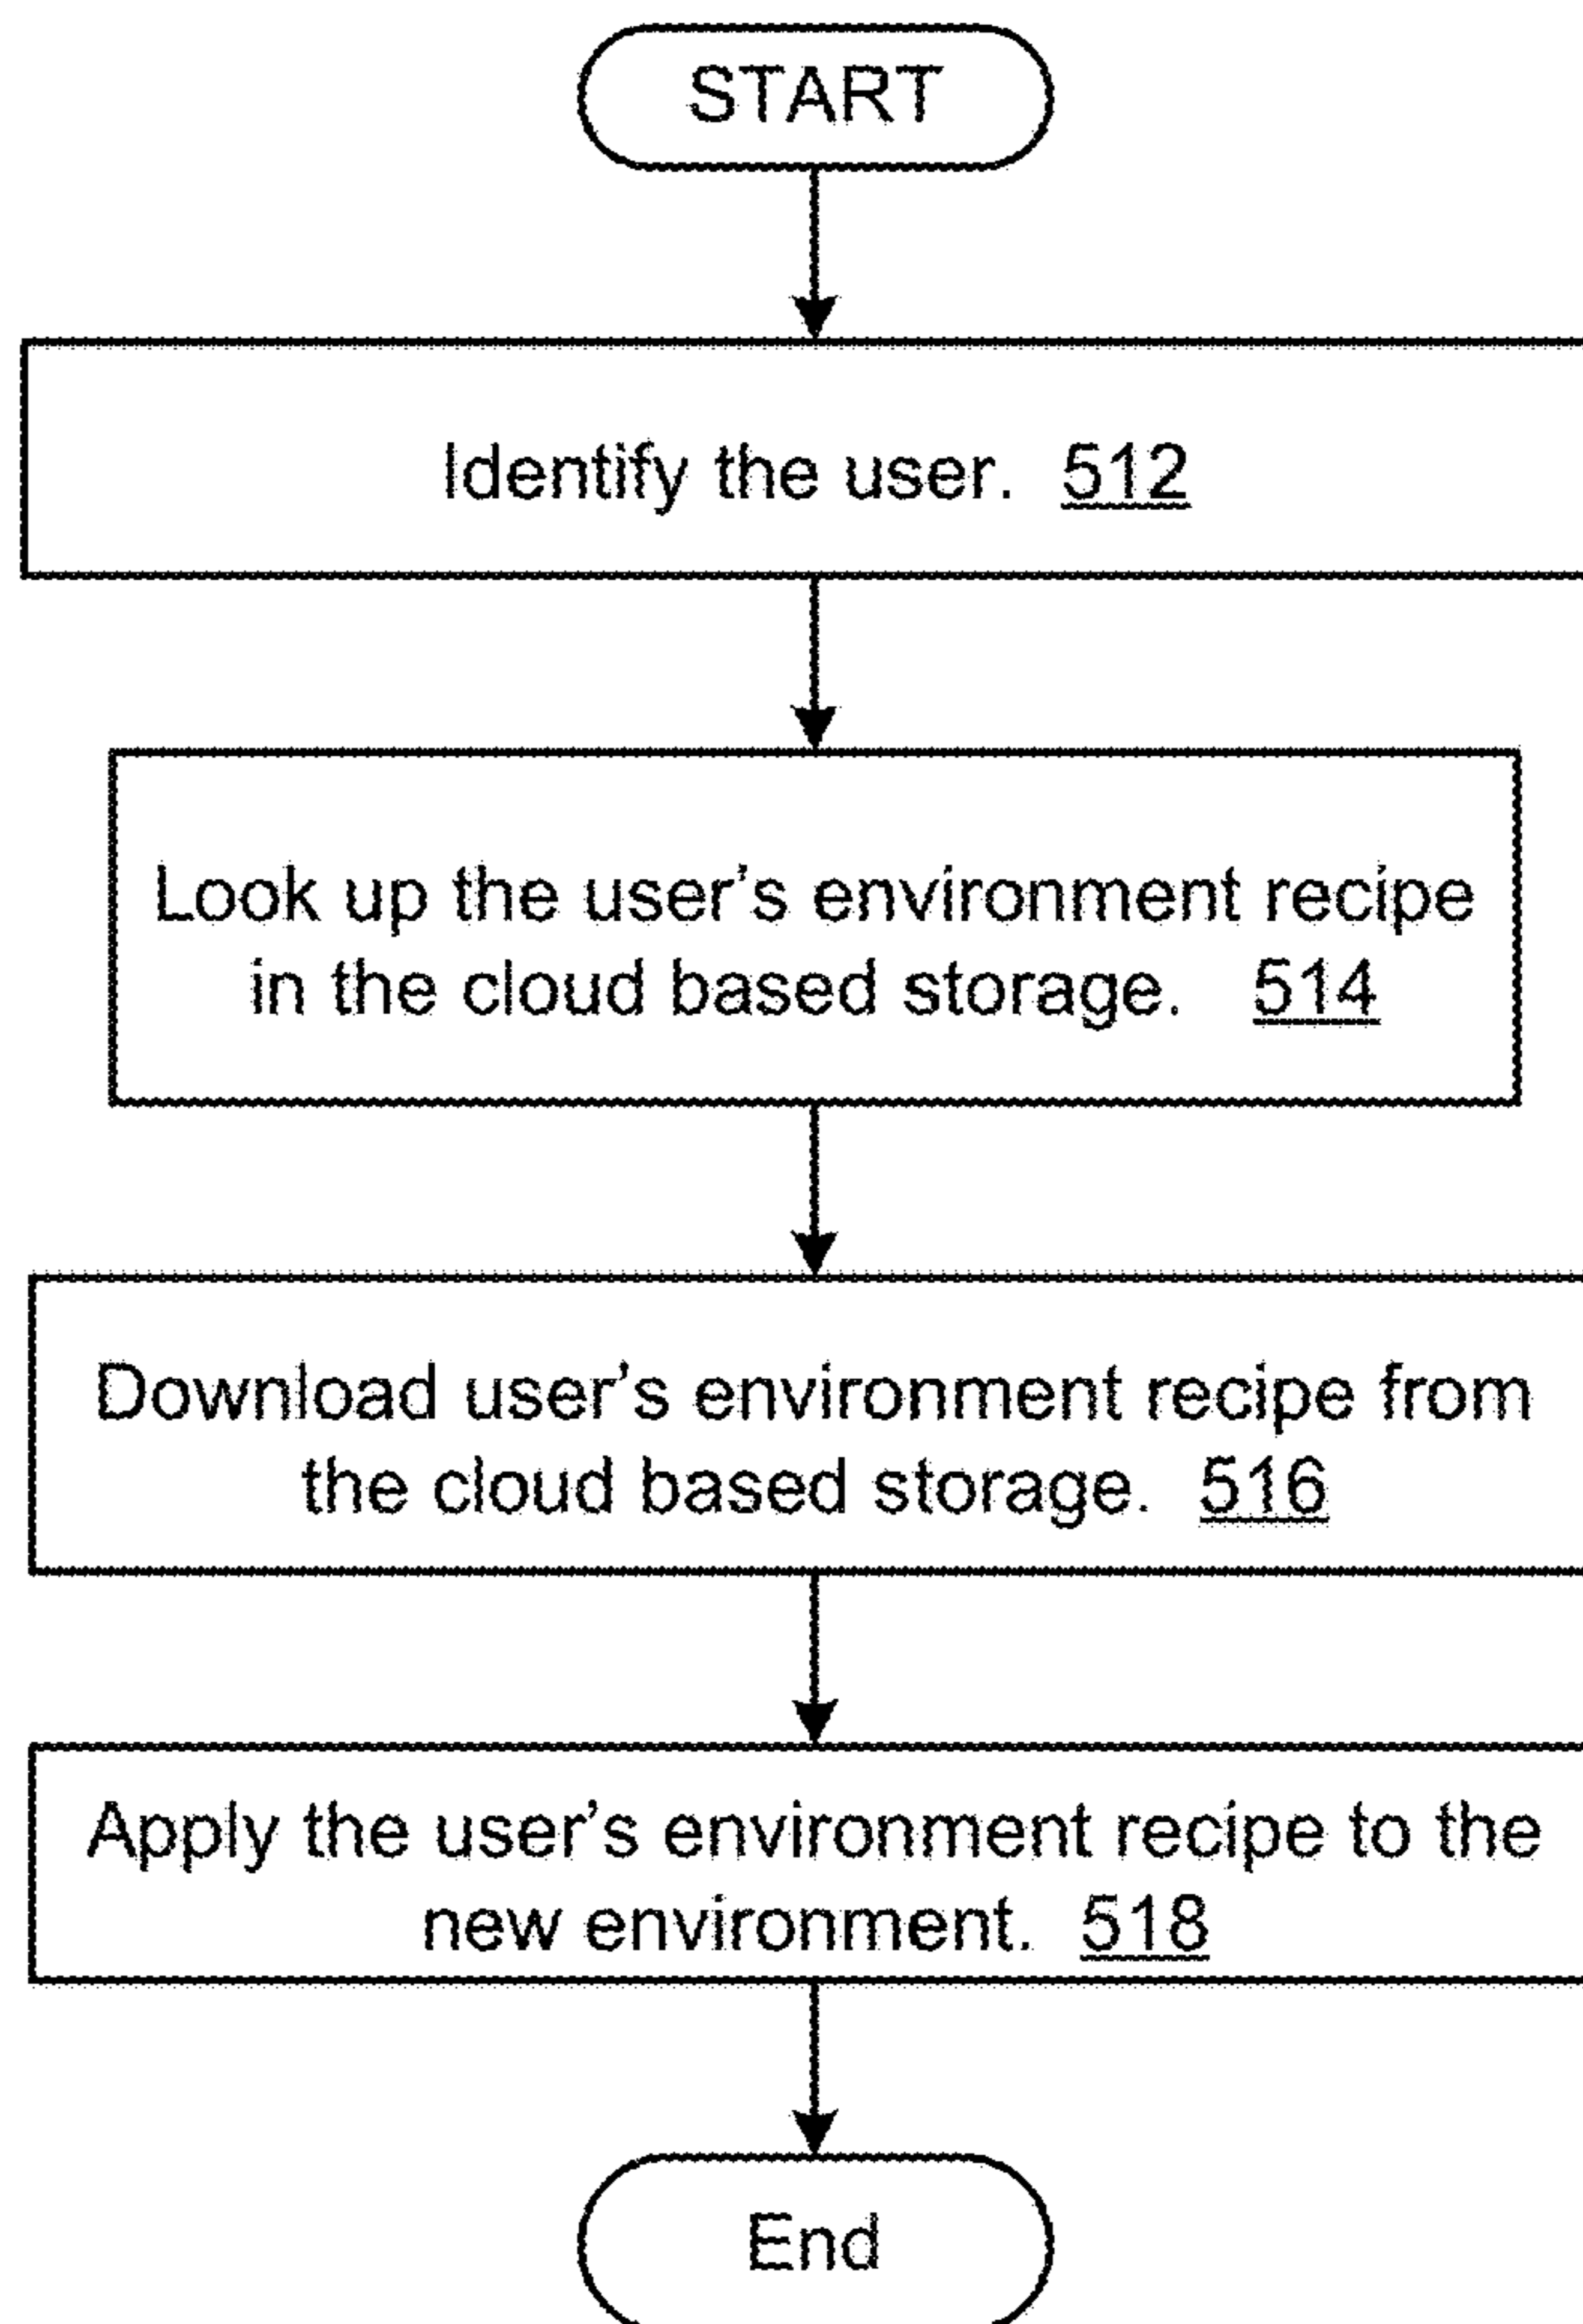 START
Identify the user. 512
Look up the user's environment recipe
in the cloud based storage. 514
Download user's environment recipe from
the cloud based storage. 516
Apply the user's environment recipe to the
new environment. 518
End